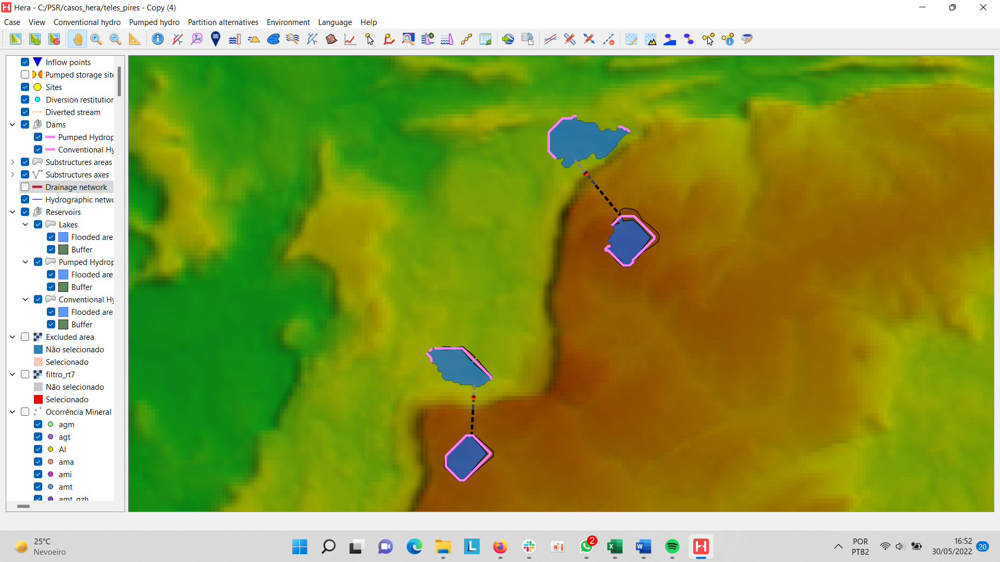 Hera - C:/PSR/casos_hera/teles_pires - Copy (4)
Case View Conventional hydro Pumped hydro Partition alternatives Environment Language Help
Inflow points
Pumped storage site
Sites
Diversion restitution
Diverted stream
Dams
Pumped Hydrop
Conventional Hy
Substructures areas
Substructures axes
Drainage network
Hydrographic netwo
Reservoirs
Lakes
Flooded are
Buffer
Pumped Hydrop
Flooded are
Buffer
Conventional Hy
Flooded are
Buffer
Excluded area
Não selecionado
Selecionado
filtro_rt7
Não selecionado
Selecionado
Ocorrência Mineral
agm
agt
Al
ama
ami
amt
amt_qzh
25°C
Nevoeiro
2
POR
PTB2
16:52
30/05/2022
20